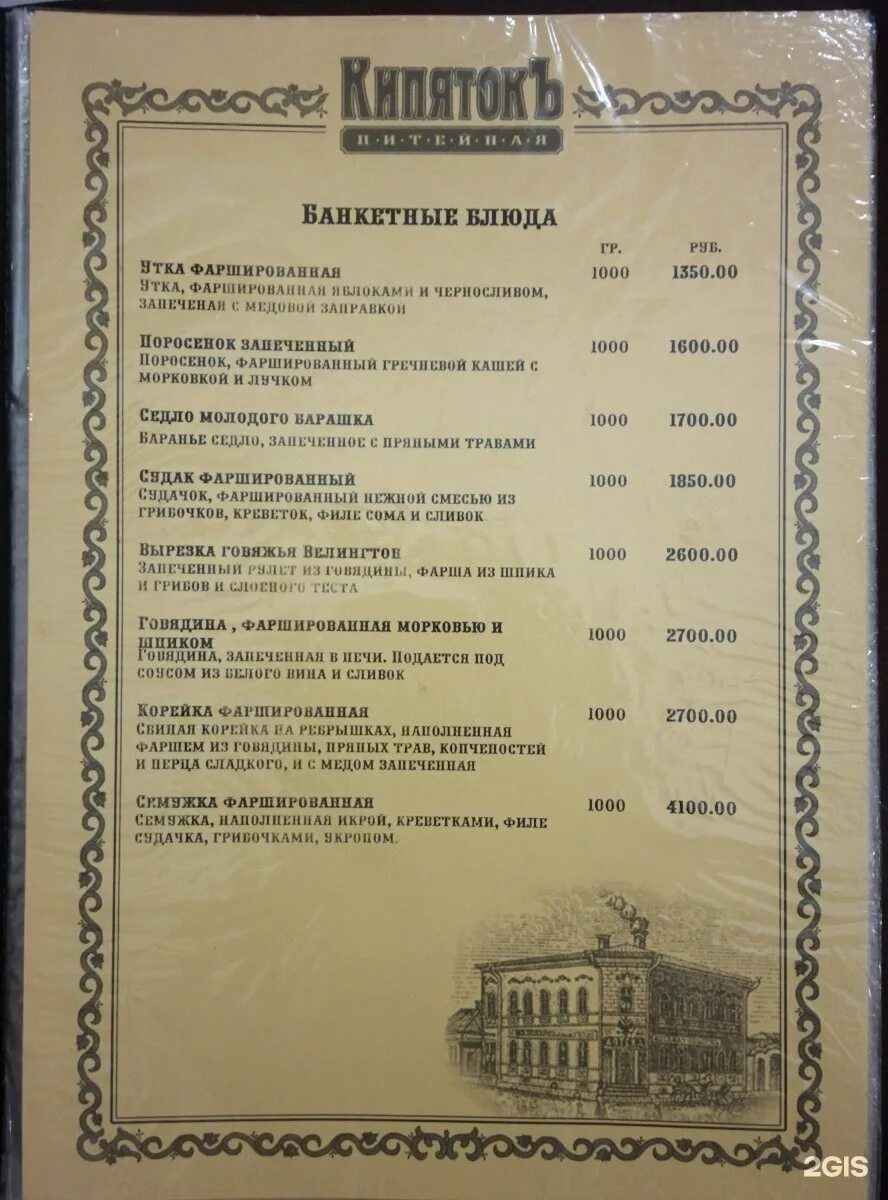 КипятокЪ
П·И·Т·Е·Й·Н·А·Я
Банкетные блюда
гр. руб.
Утка фаршированная 1000 1350.00
Утка, фаршированная яблоками и черносливом,
запеченая с медовой заправкой
Поросенок запеченный 1000 1600.00
Поросенок, фаршированный гречневой кашей с
морковкой и лучком
Седло молодого барашка 1000 1700.00
Баранье седло, запеченное с пряными травами
Судак фаршированный 1000 1850.00
Судачок, фаршированный нежной смесью из
грибочков, креветок, филе сома и сливок
Вырезка говяжья Велингтон 1000 2600.00
Запеченный рулет из говядины, фарша из шпика
и грибов и слоеного теста
Говядина , фаршированная морковью и
шпиком 1000 2700.00
Говядина, запеченная в печи. Подается под
соусом из белого вина и сливок
Корейка фаршированная 1000 2700.00
Свиная корейка на ребрышках, наполненная
фаршем из говядины, пряных трав, копченостей
и перца сладкого, и с медом запеченная
Семужка фаршированная 1000 4100.00
Семужка, наполненная икрой, креветками, филе
судачка, грибочками, укропом.
2GIS